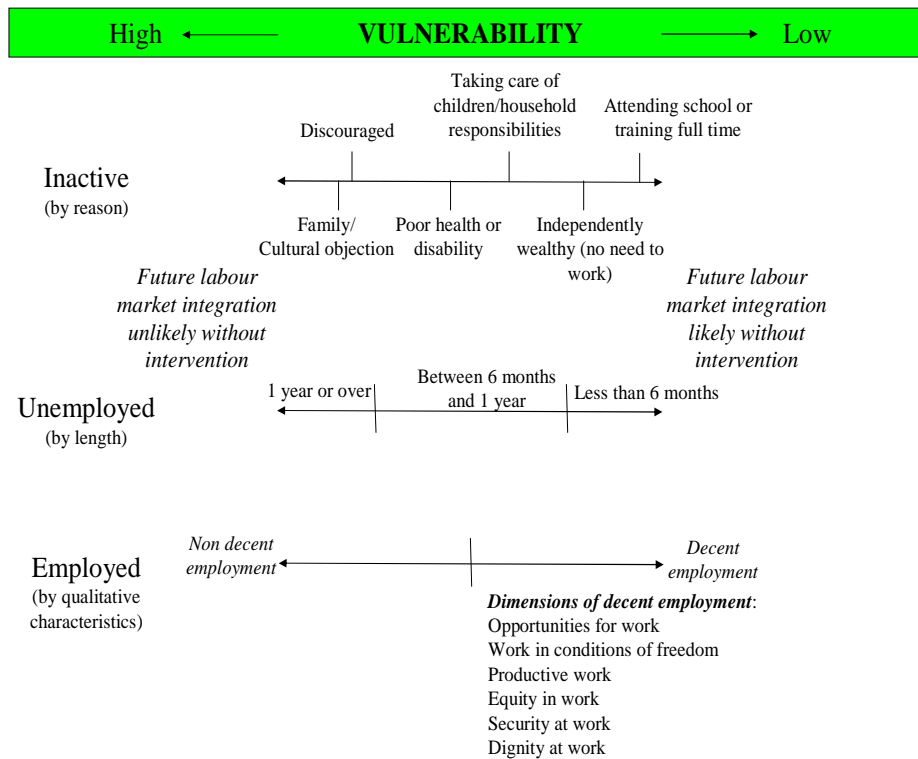 High VULNERABILITY Low
Taking care of
children/household
responsibilities
Attending school or
training full time
Discouraged
Inactive
(by reason)
Family/
Cultural objection
Poor health or
disability
Independently
wealthy (no need to
work)
Future labour
market integration
unlikely without
intervention
Future labour
market integration
likely without
intervention
Unemployed
(by length)
1 year or over
Between 6 months
and 1 year
Less than 6 months
Employed
(by qualitative
characteristics)
Non decent
employment
Decent
employment
Dimensions of decent employment:
Opportunities for work
Work in conditions of freedom
Productive work
Equity in work
Security at work
Dignity at work